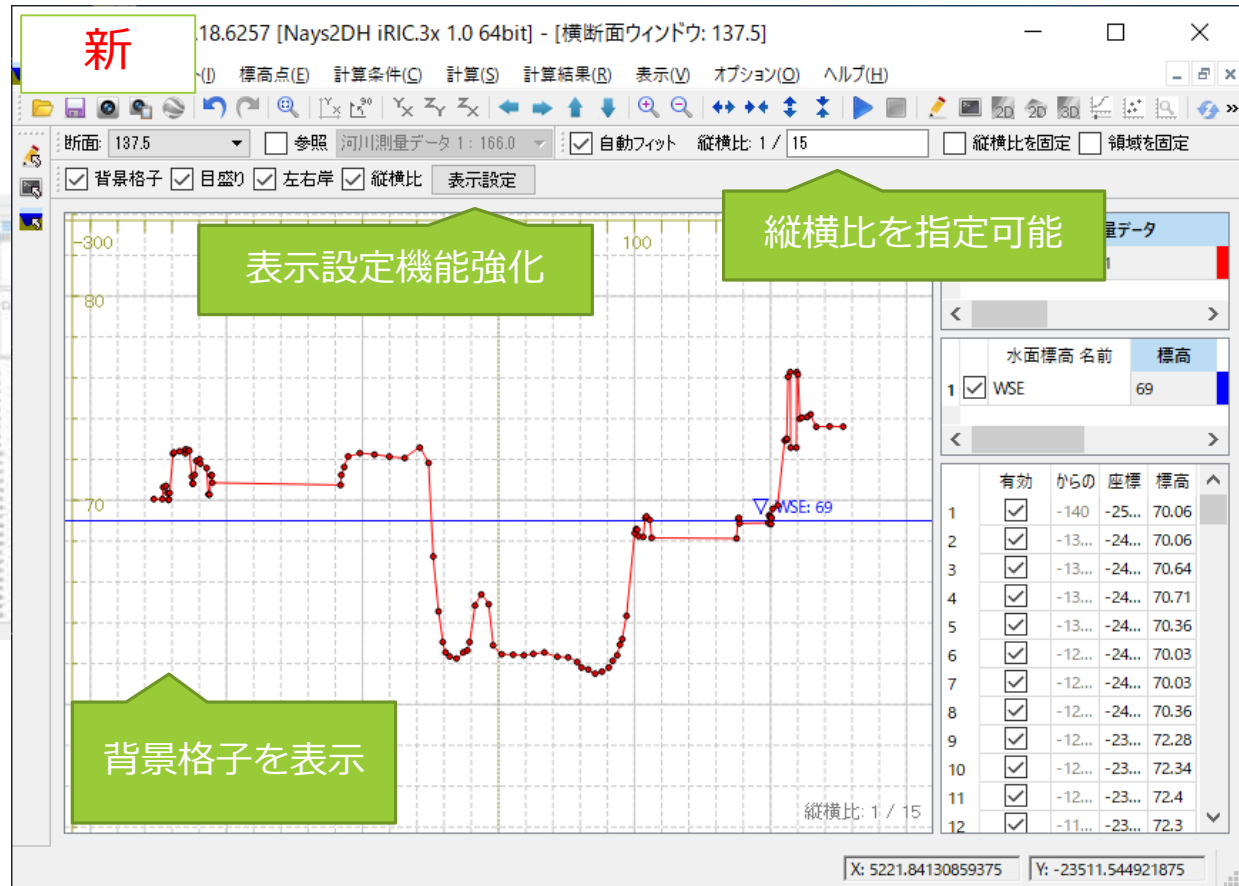 新
.18.6257 [Nays2DH iRIC.3x 1.0 64bit] - [横断面ウィンドウ: 137.5]
(I) 標高点(E) 計算条件(C) 計算(S) 計算結果(R) 表示(V) オプション(O) ヘルプ(H)
断面: 137.5 参照 河川測量データ 1 : 166.0 自動フィット 縦横比: 1 / 15 縦横比を固定 領域を固定
背景格子 目盛り 左右岸 縦横比 表示設定
表示設定機能強化
縦横比を指定可能
背景格子を表示
-300 100
80
70
WSE: 69
縦横比: 1 / 15
量データ
1
水面標高 名前 標高
1 WSE 69
有効 からの 座標 標高
1 -140 -25... 70.06
2 -13... -24... 70.06
3 -13... -24... 70.64
4 -13... -24... 70.71
5 -13... -24... 70.36
6 -12... -24... 70.03
7 -12... -24... 70.03
8 -12... -24... 70.36
9 -12... -23... 72.28
10 -12... -23... 72.34
11 -12... -23... 72.4
12 -11... -23... 72.3
X: 5221.84130859375 Y: -23511.544921875